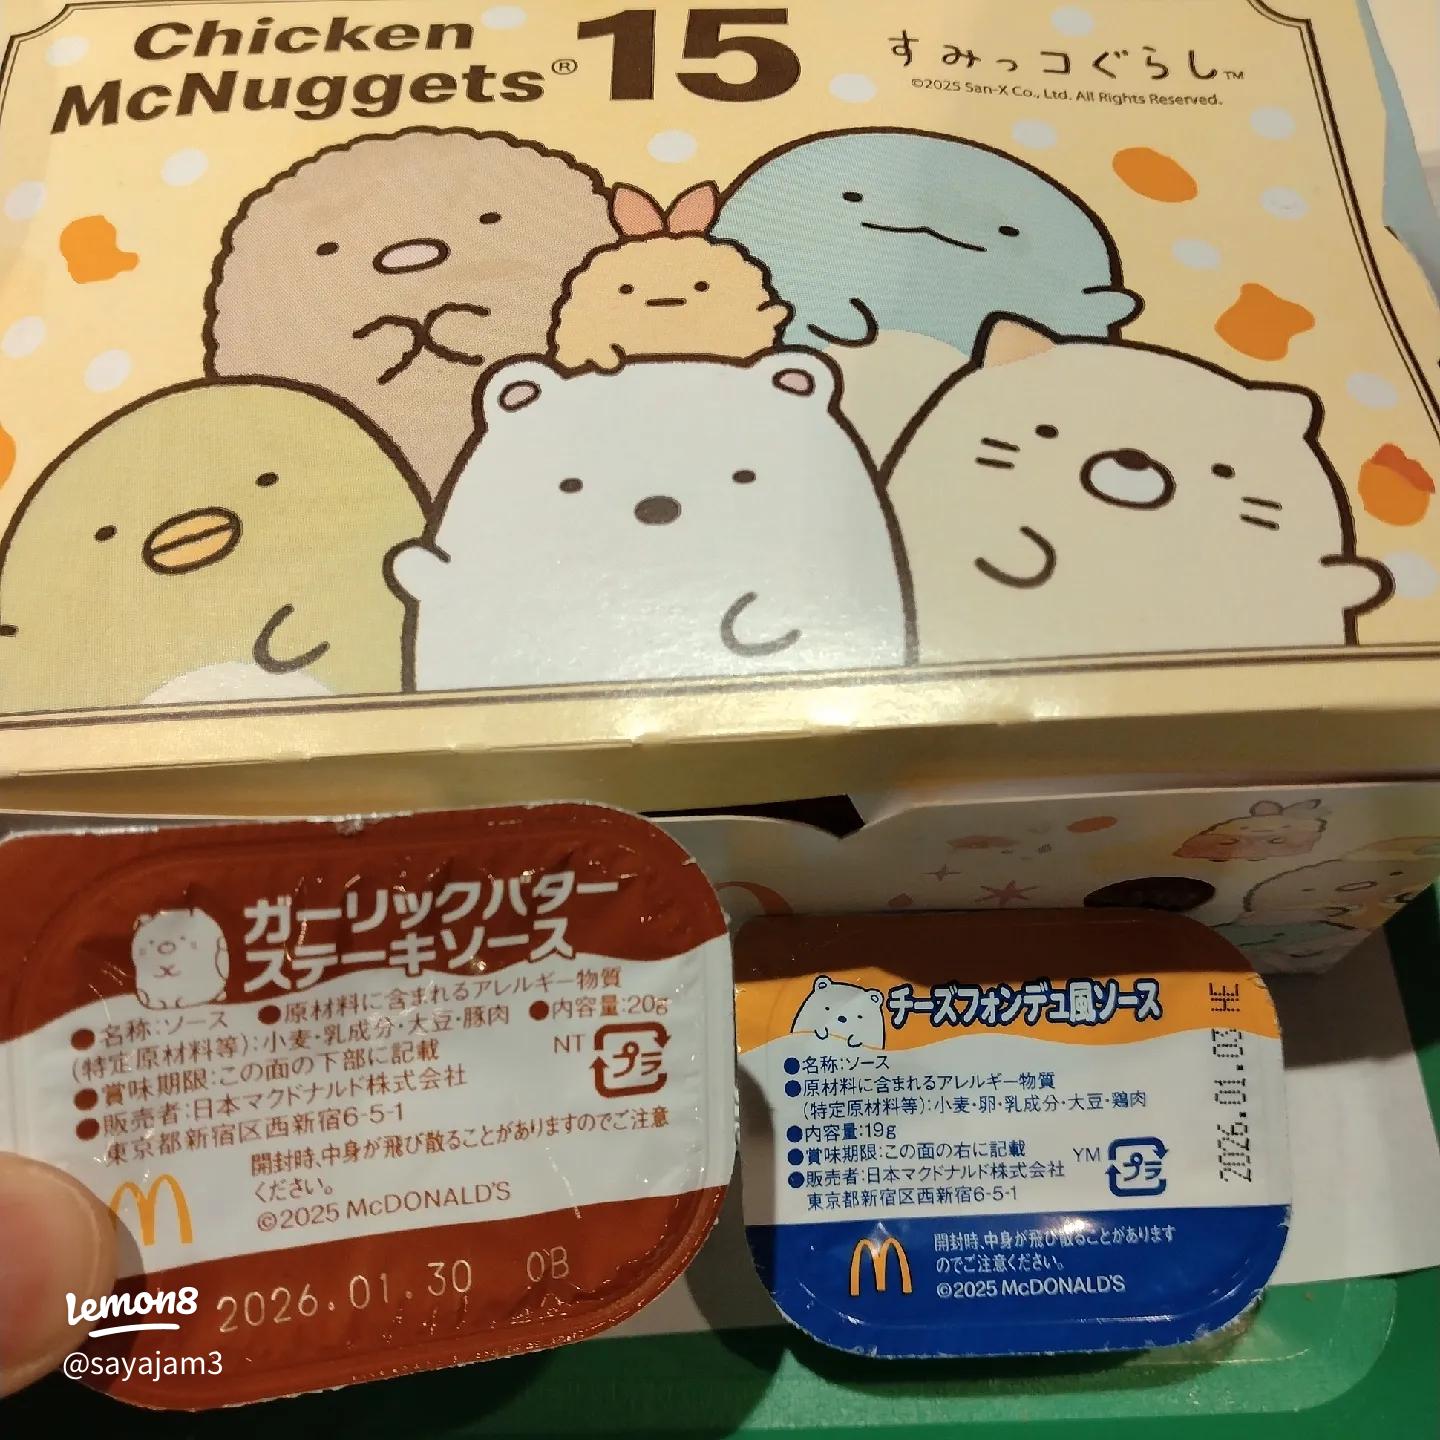 Chicken
McNuggets® 15
すみっコぐらし™
©2025 San-X Co., Ltd. All Rights Reserved.
ガーリックバター
ステーキソース
●名称:ソース ●原材料に含まれるアレルギー物質
(特定原材料等):小麦・乳成分・大豆・豚肉 ●内容量:20g
●賞味期限:この面の下部に記載
●販売者:日本マクドナルド株式会社
東京都新宿区西新宿6-5-1
NT プラ
開封時、中身が飛び散ることがありますのでご注意
ください。
©2025 McDONALD'S
2026.01.30 OB
チーズフォンデュ風ソース
●名称:ソース
●原材料に含まれるアレルギー物質
(特定原材料等):小麦・卵・乳成分・大豆・鶏肉
●内容量:19g
●賞味期限:この面の右に記載
●販売者:日本マクドナルド株式会社
東京都新宿区西新宿6-5-1
YM プラ
2026.01.03
開封時、中身が飛び散ることがあります
のでご注意ください。
©2025 McDONALD'S
Lemon8
@sayajam3